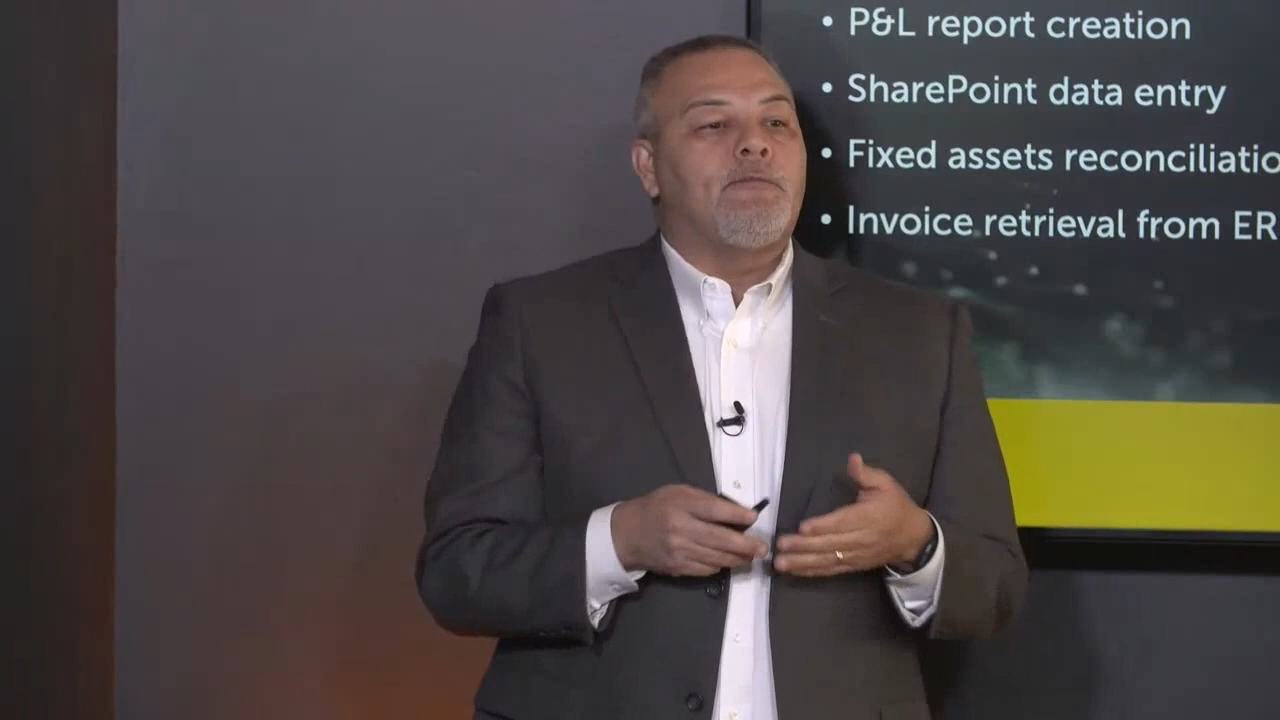 • P&L report creation
• SharePoint data entry
• Fixed assets reconciliatio
• Invoice retrieval from ER